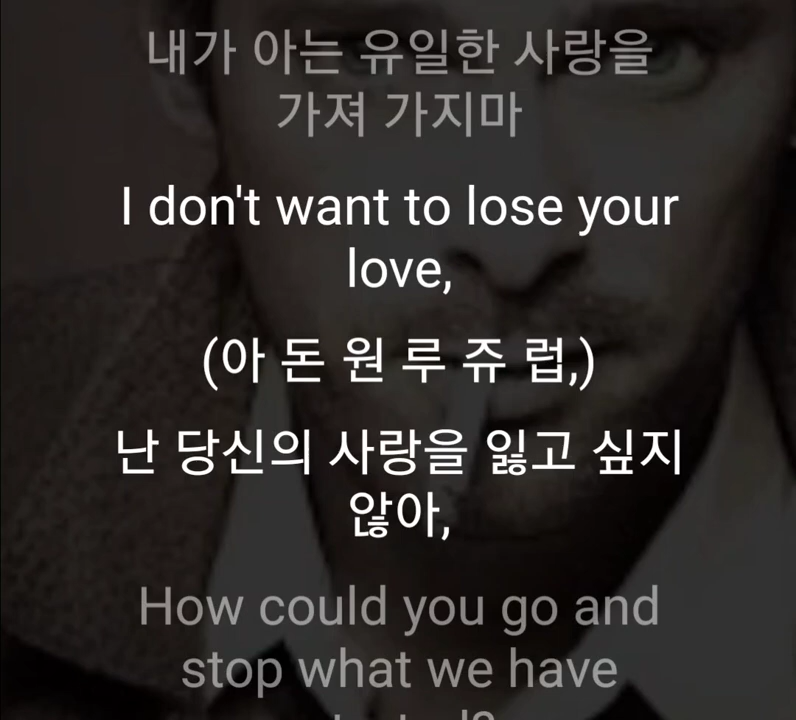 내가 아는 유일한 사랑을
가져 가지마
I don't want to lose your
love,
(아 돈 원 루 쥬 럽,)
난 당신의 사랑을 잃고 싶지
않아,
How could you go and
stop what we have